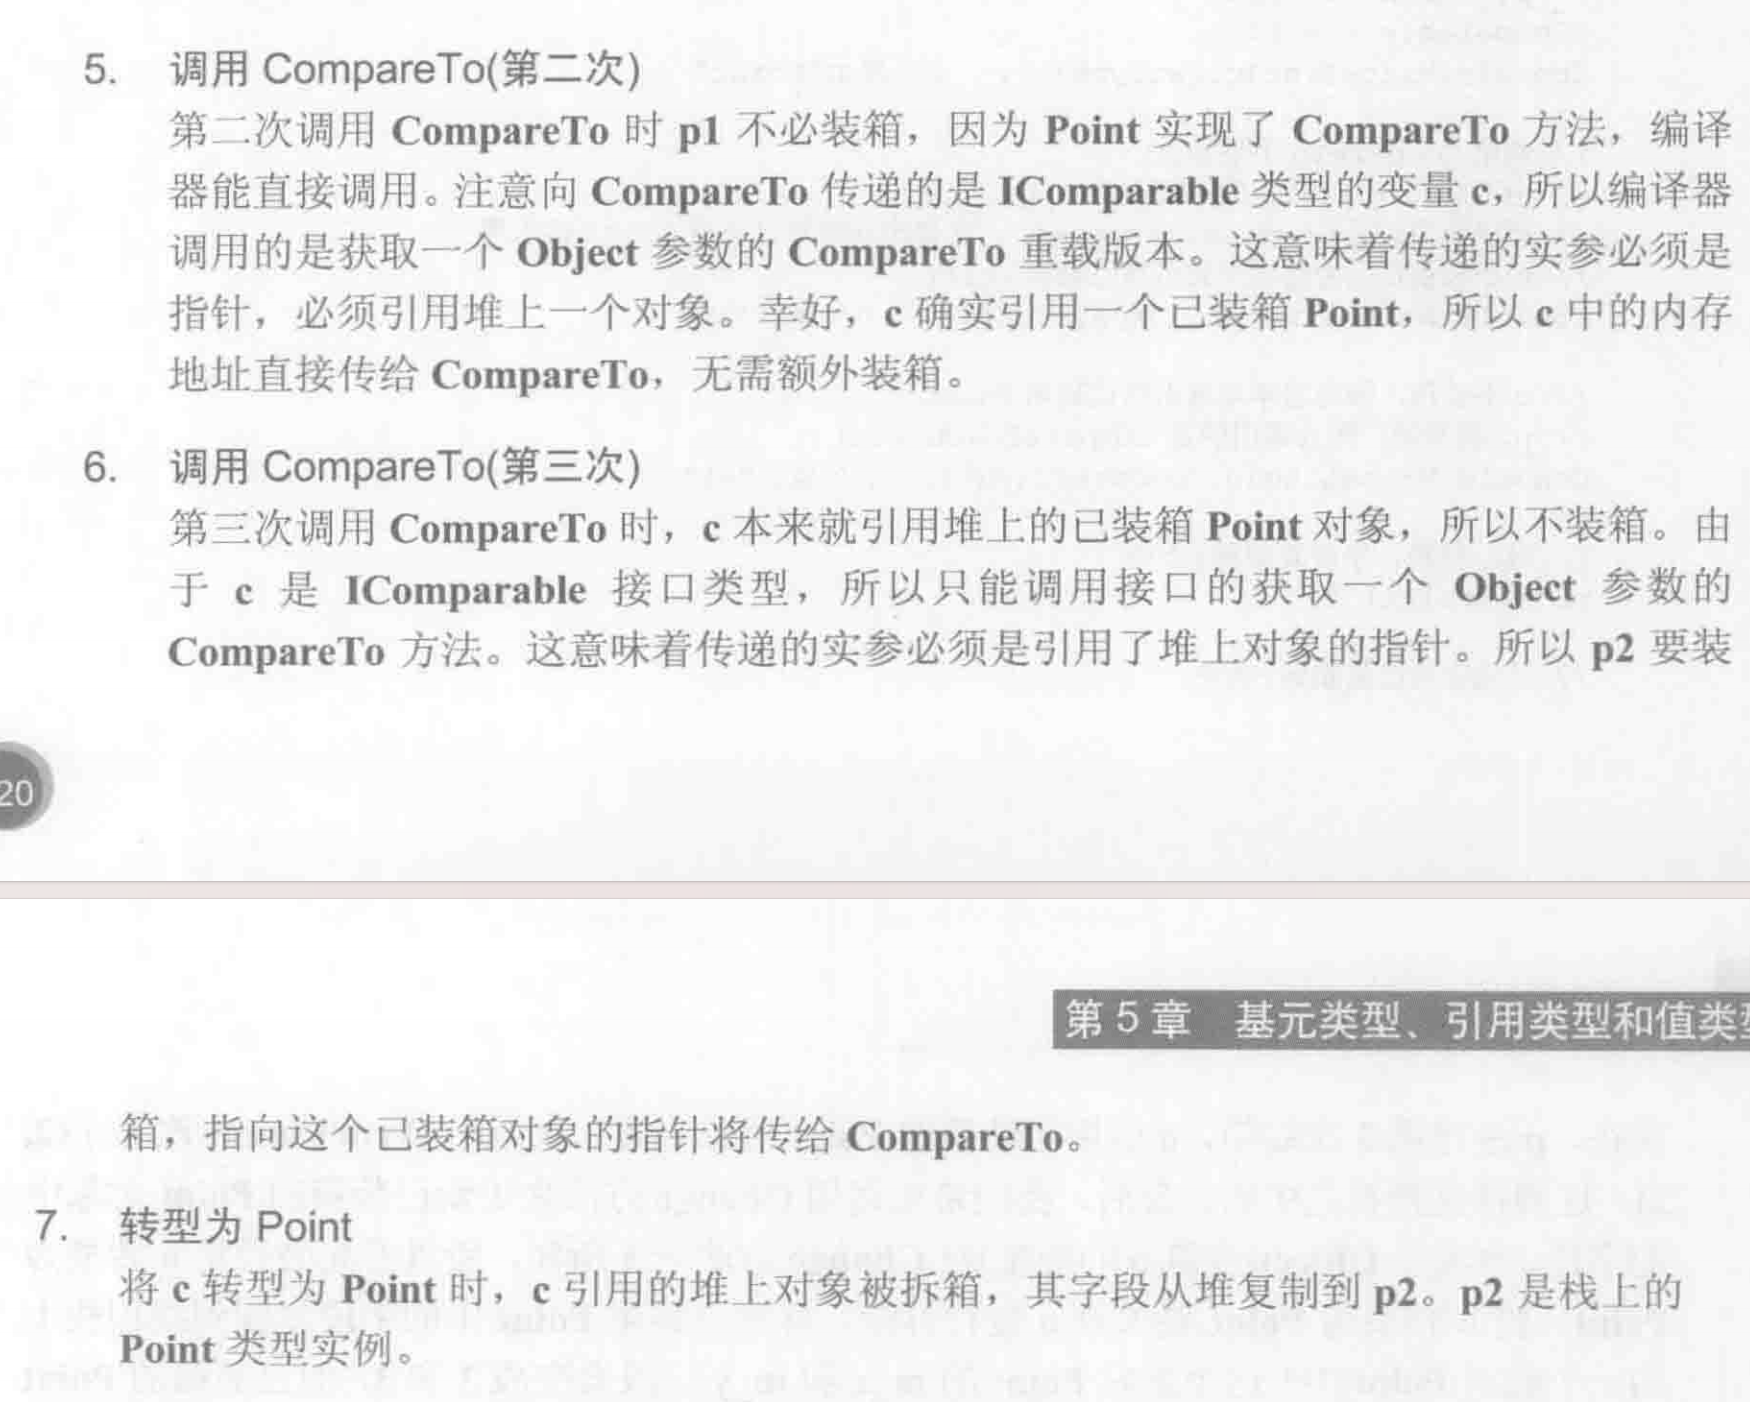 5. 调用 CompareTo(第二次)
第二次调用 CompareTo 时 p1 不必装箱，因为 Point 实现了 CompareTo 方法，编译
器能直接调用。注意向 CompareTo 传递的是 IComparable 类型的变量 c，所以编译器
调用的是获取一个 Object 参数的 CompareTo 重载版本。这意味着传递的实参必须是
指针，必须引用堆上一个对象。幸好，c 确实引用一个已装箱 Point，所以 c 中的内存
地址直接传给 CompareTo，无需额外装箱。
6. 调用 CompareTo(第三次)
第三次调用 CompareTo 时，c 本来就引用堆上的已装箱 Point 对象，所以不装箱。由
于 c 是 IComparable 接口类型，所以只能调用接口的获取一个 Object 参数的
CompareTo 方法。这意味着传递的实参必须是引用了堆上对象的指针。所以 p2 要装
20
第 5 章 基元类型、引用类型和值类型
箱，指向这个已装箱对象的指针将传给 CompareTo。
7. 转型为 Point
将 c 转型为 Point 时，c 引用的堆上对象被拆箱，其字段从堆复制到 p2。p2 是栈上的
Point 类型实例。